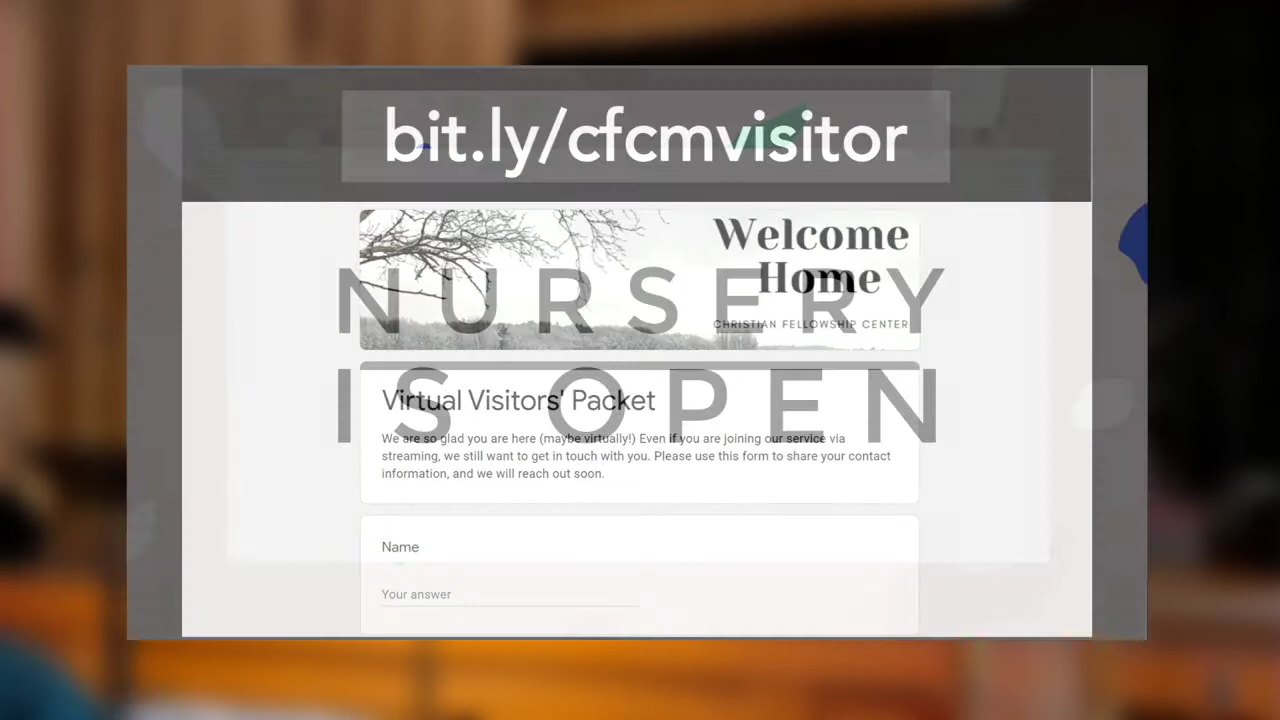 bit.ly/cfcmvisitor
Welcome
Home
CHRISTIAN FELLOWSHIP CENTER
NURSERY
IS OPEN
Virtual Visitors' Packet
We are so glad you are here (maybe virtually!) Even if you are joining our service via
streaming, we still want to get in touch with you. Please use this form to share your contact
information, and we will reach out soon.
Name
Your answer